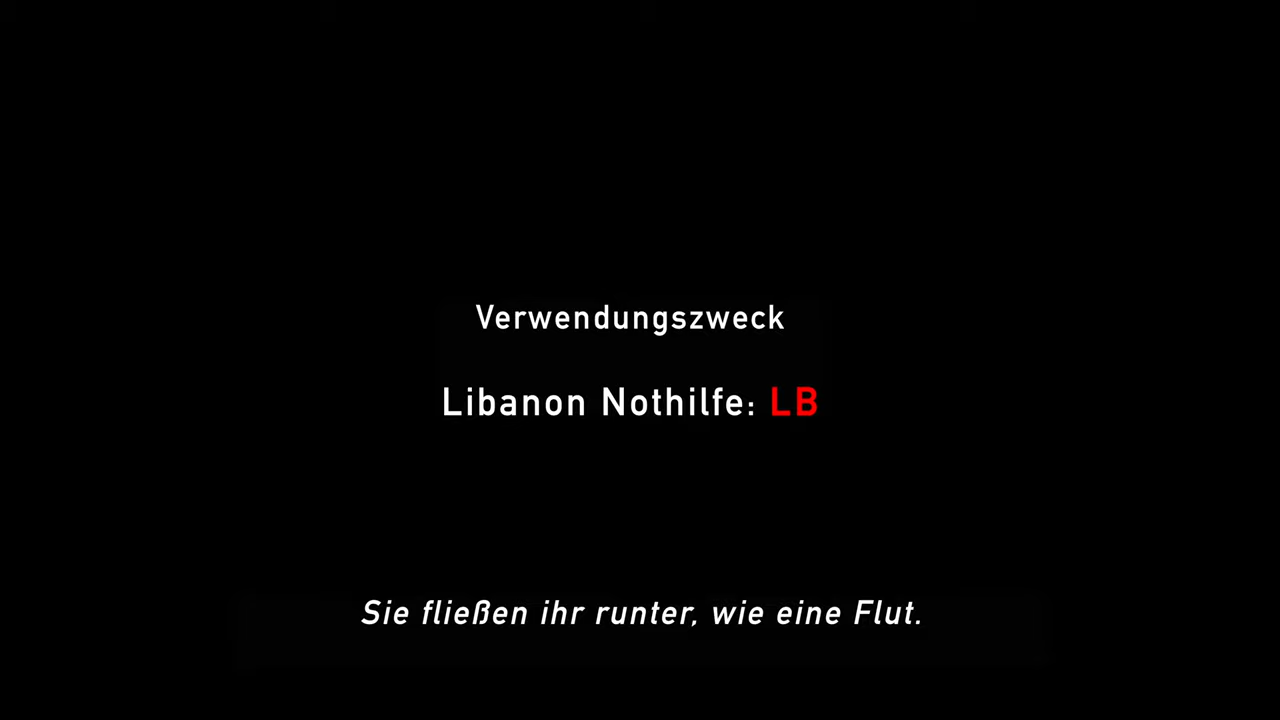 Verwendungszweck
Libanon Nothilfe: LB
Sie fließen ihr runter, wie eine Flut.